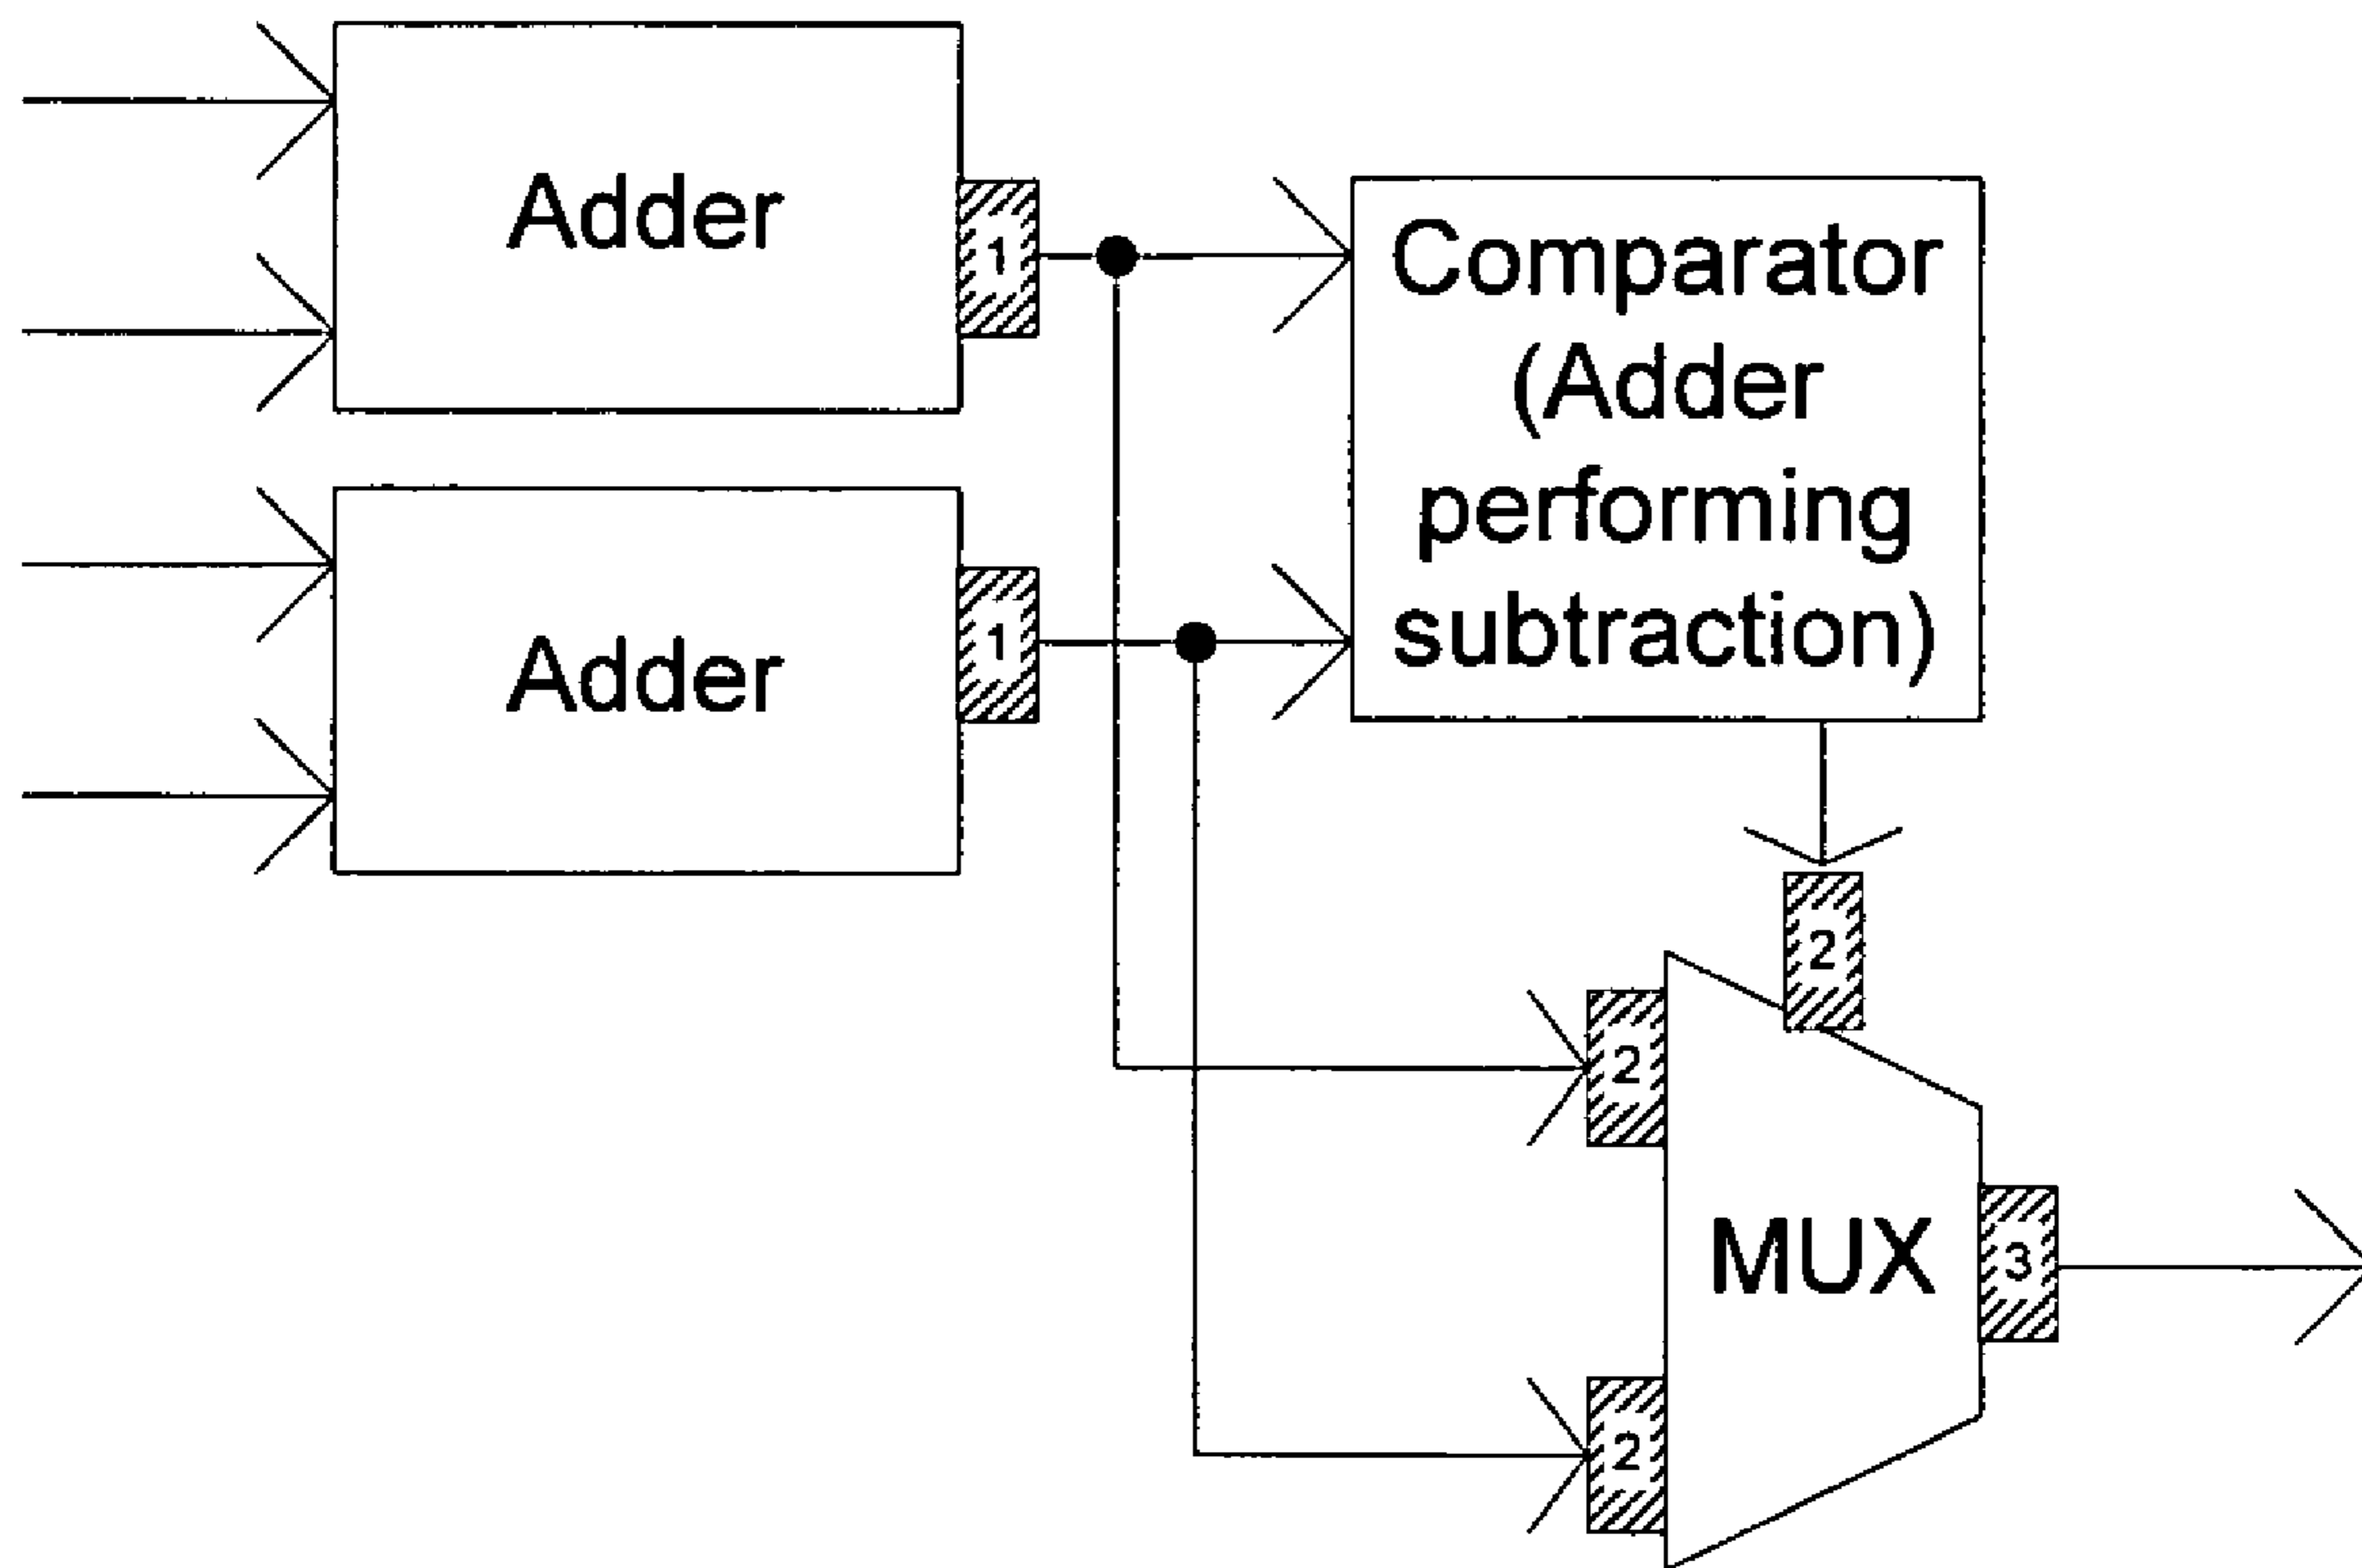 Adder
1
Comparator
(Adder
performing
subtraction)
Adder
1
2
2
MUX
3
2